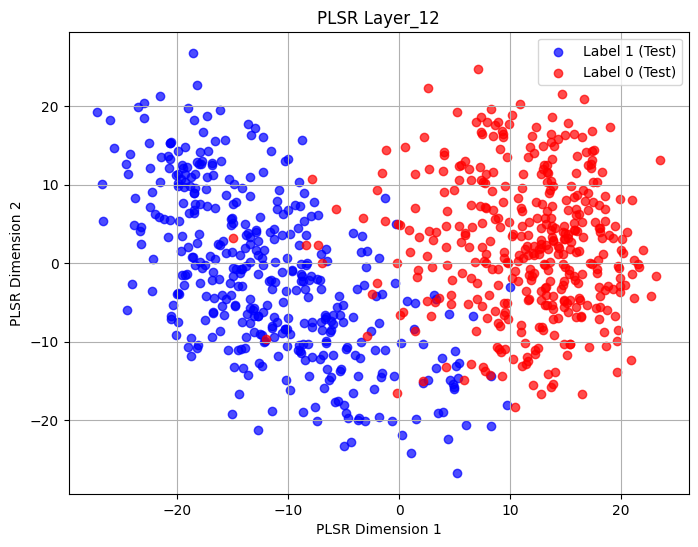 PLSR Layer_12
Label 1 (Test)
Label 0 (Test)
PLSR Dimension 2
20
10
0
−10
−20
−20
−10
0
10
20
PLSR Dimension 1